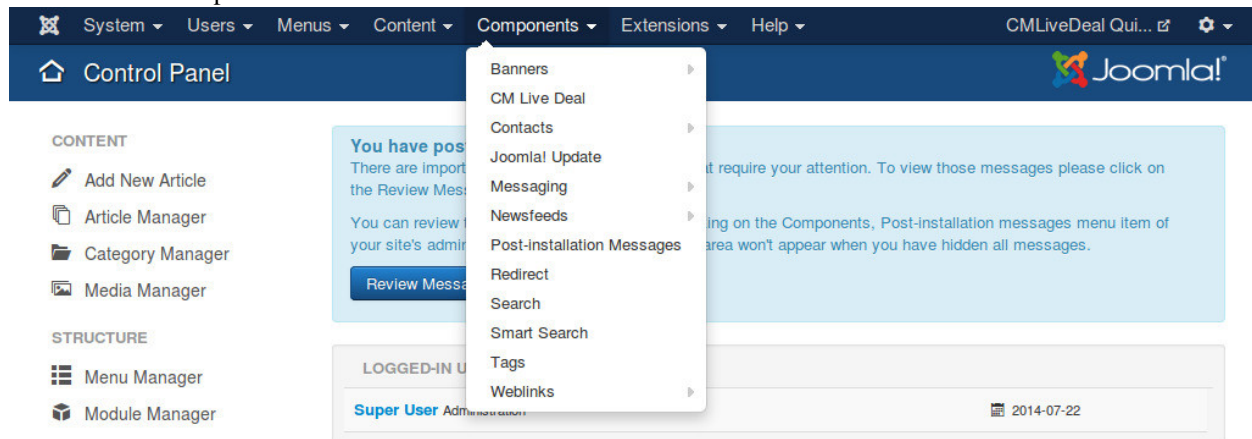 System Users Menus Content Components Extensions Help CMLiveDeal Qui...
Control Panel Joomla!
CONTENT
Add New Article
Article Manager
Category Manager
Media Manager
STRUCTURE
Menu Manager
Module Manager
Banners
CM Live Deal
Contacts
Joomla! Update
Messaging
Newsfeeds
Post-installation Messages
Redirect
Search
Smart Search
Tags
Weblinks
You have pos
There are import at require your attention. To view those messages please click on
the Review Mes
You can review ing on the Components, Post-installation messages menu item of
your site's admi area won't appear when you have hidden all messages.
Review Messa
LOGGED-IN U
Super User 2014-07-22